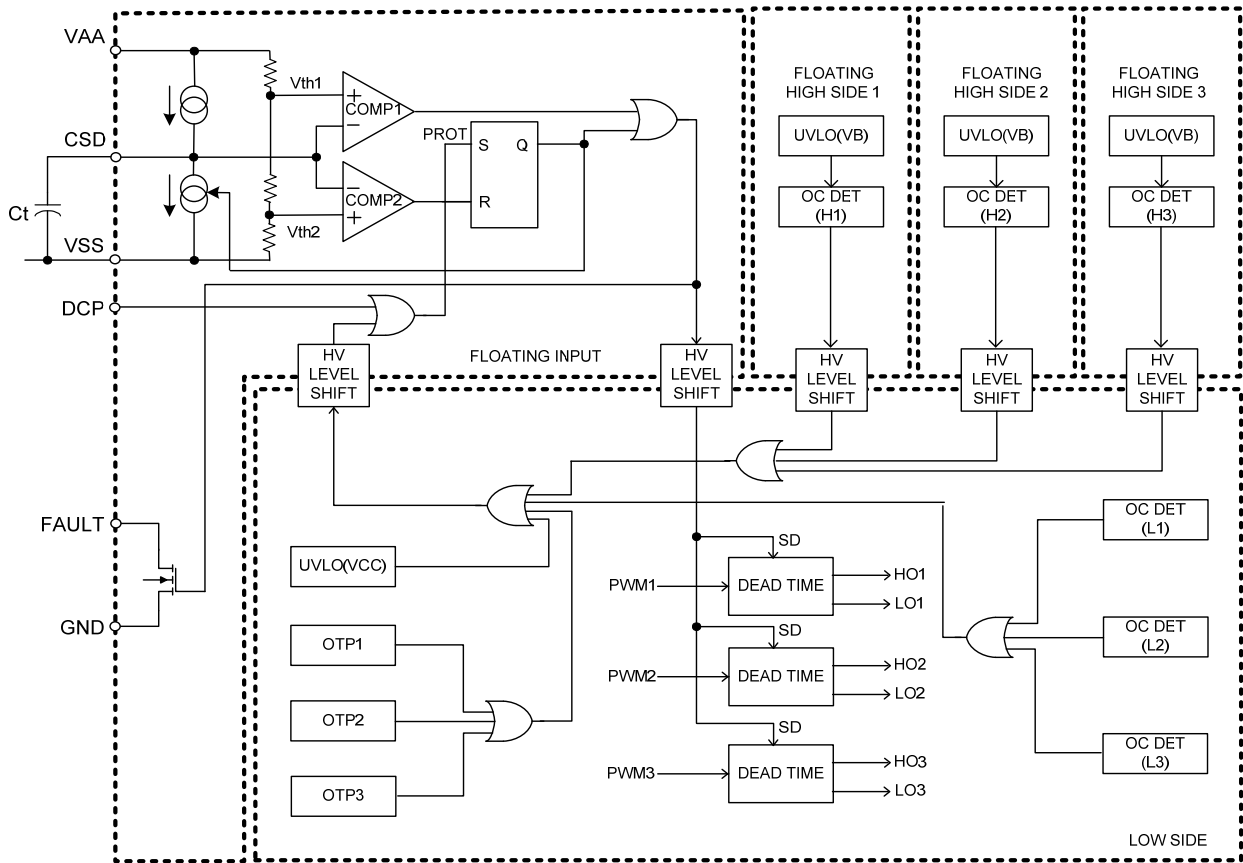 VAA
CSD
Ct
VSS
DCP
FAULT
GND
Vth1
COMP1
COMP2
Vth2
PROT
S
Q
R
FLOATING INPUT
HV
LEVEL
SHIFT
HV
LEVEL
SHIFT
FLOATING
HIGH SIDE 1
UVLO(VB)
OC DET
(H1)
HV
LEVEL
SHIFT
FLOATING
HIGH SIDE 2
UVLO(VB)
OC DET
(H2)
HV
LEVEL
SHIFT
FLOATING
HIGH SIDE 3
UVLO(VB)
OC DET
(H3)
HV
LEVEL
SHIFT
UVLO(VCC)
OTP1
OTP2
OTP3
SD
PWM1
DEAD TIME
HO1
LO1
SD
PWM2
DEAD TIME
HO2
LO2
SD
PWM3
DEAD TIME
HO3
LO3
OC DET
(L1)
OC DET
(L2)
OC DET
(L3)
LOW SIDE